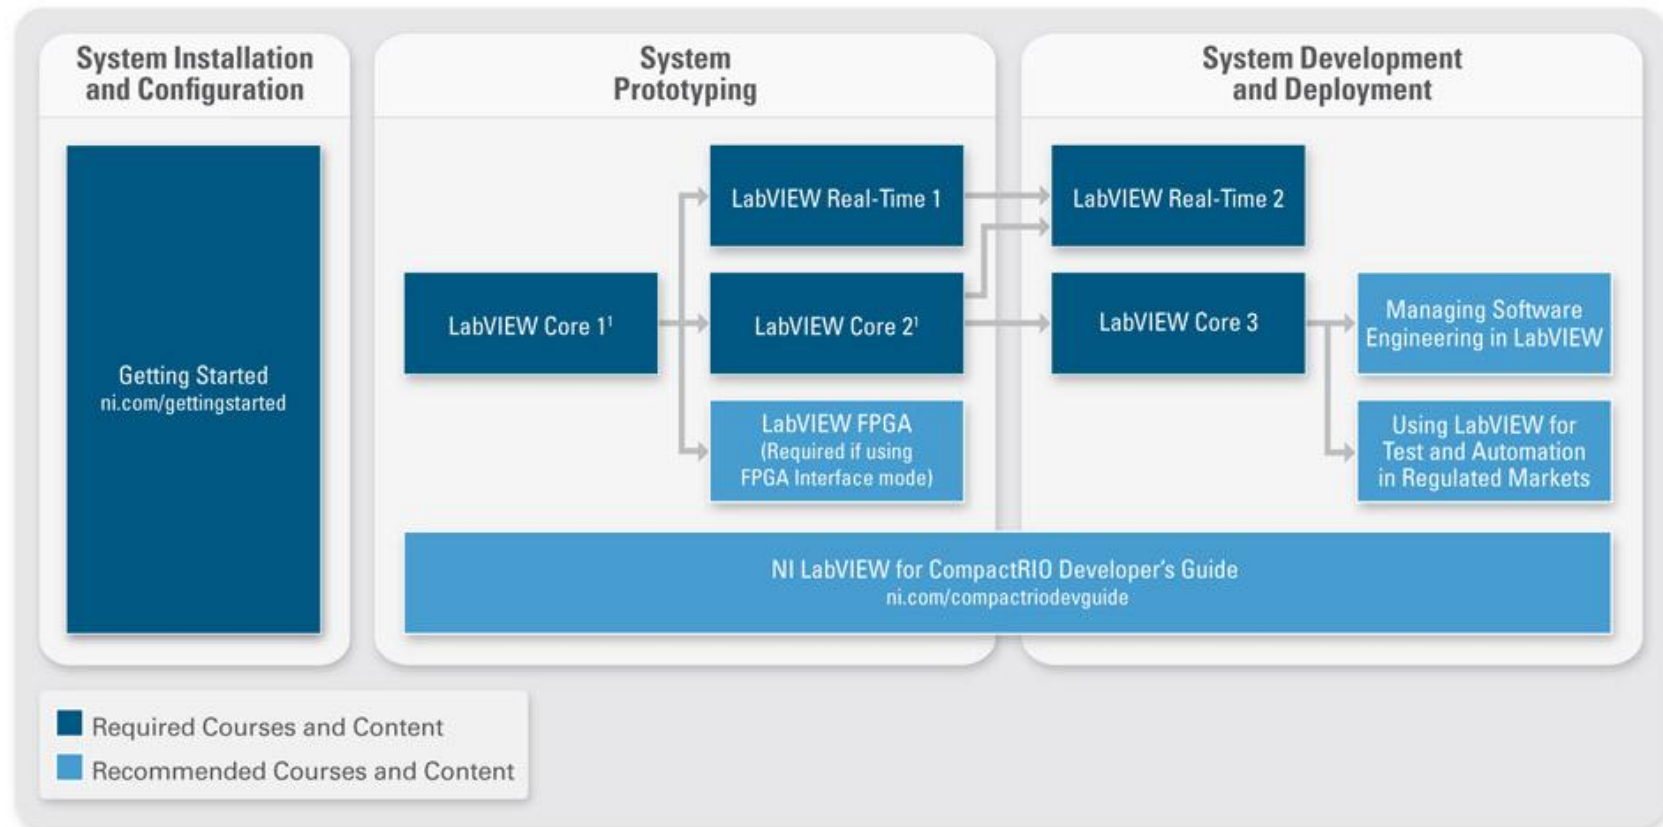 System Installation
and Configuration
Getting Started
ni.com/gettingstarted
System
Prototyping
LabVIEW Real-Time 1
LabVIEW Core 1¹
LabVIEW Core 2¹
LabVIEW FPGA
(Required if using
FPGA Interface mode)
System Development
and Deployment
LabVIEW Real-Time 2
LabVIEW Core 3
Managing Software
Engineering in LabVIEW
Using LabVIEW for
Test and Automation
in Regulated Markets
NI LabVIEW for CompactRIO Developer's Guide
ni.com/compactriodevguide
Required Courses and Content
Recommended Courses and Content